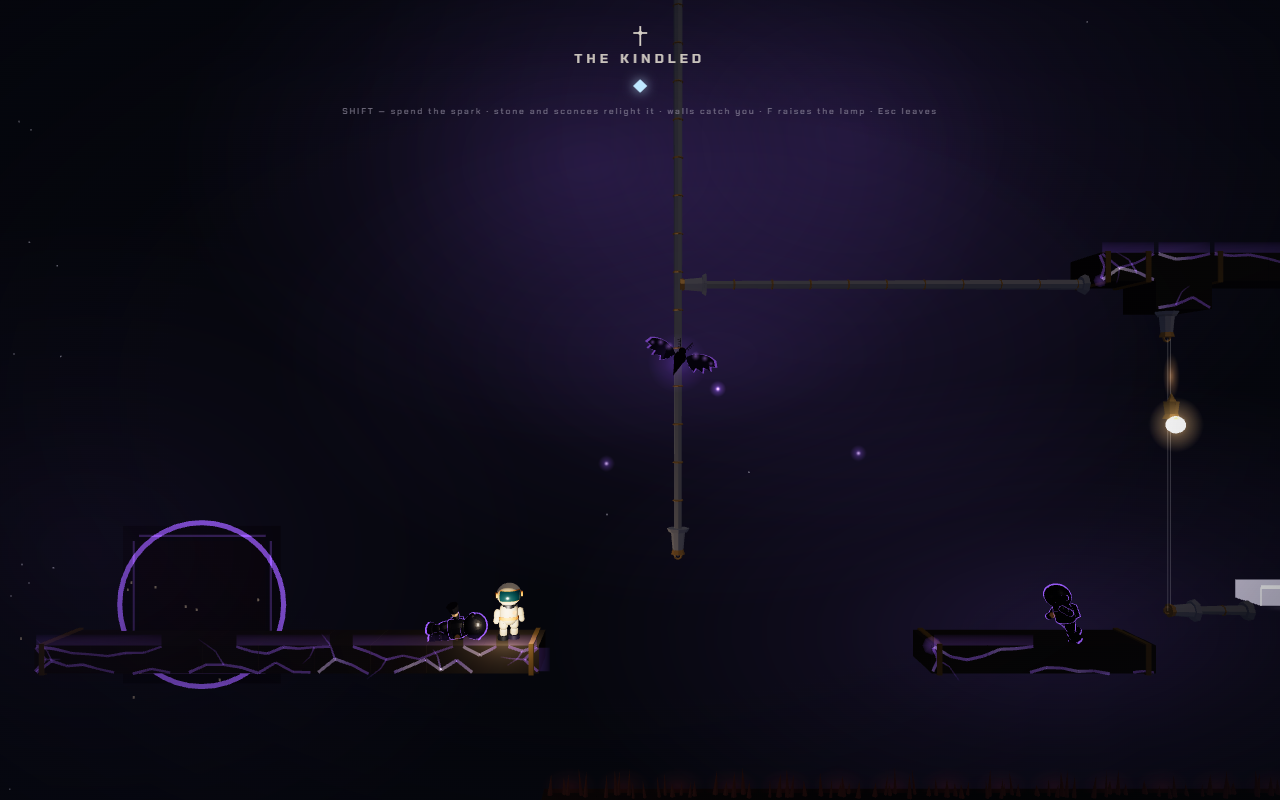 THE KINDLED
SHIFT — spend the spark · stone and sconces relight it · walls catch you · F raises the lamp · Esc leaves